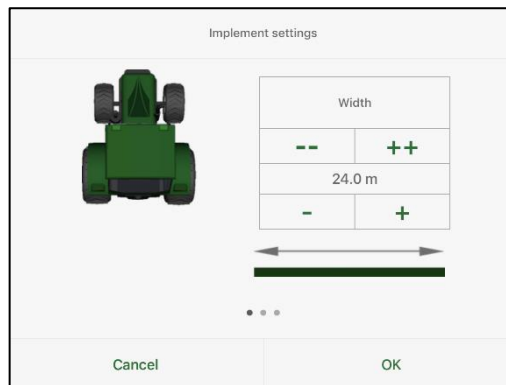 Implement settings
Width
-- ++
24.0 m
- +
Cancel OK